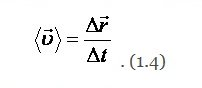 ⟨υ⃗⟩ = Δr⃗ / Δt . (1.4)